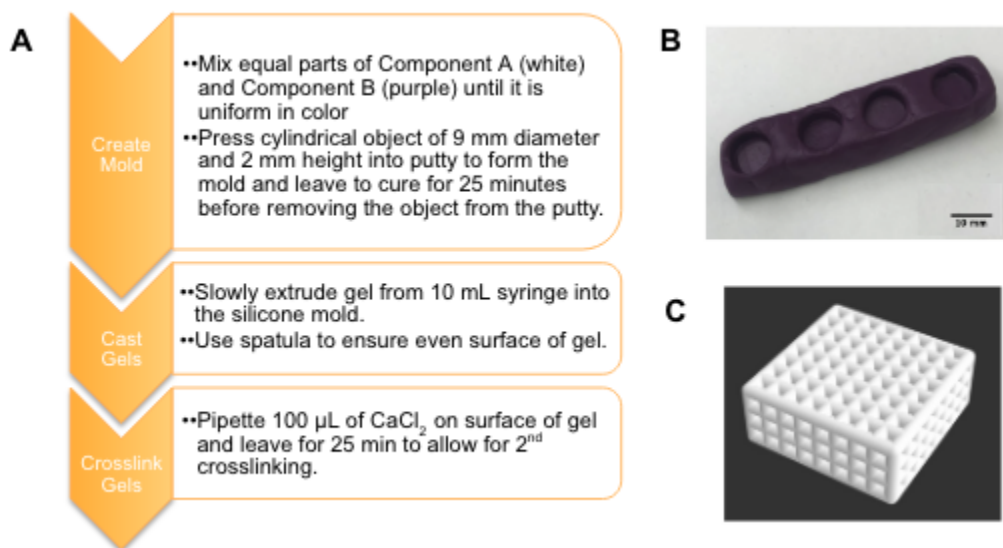 A
Create
Mold
••Mix equal parts of Component A (white)
and Component B (purple) until it is
uniform in color
••Press cylindrical object of 9 mm diameter
and 2 mm height into putty to form the
mold and leave to cure for 25 minutes
before removing the object from the putty.
Cast
Gels
••Slowly extrude gel from 10 mL syringe into
the silicone mold.
••Use spatula to ensure even surface of gel.
Crosslink
Gels
••Pipette 100 µL of CaCl₂ on surface of gel
and leave for 25 min to allow for 2ⁿᵈ
crosslinking.
B
10 mm
C